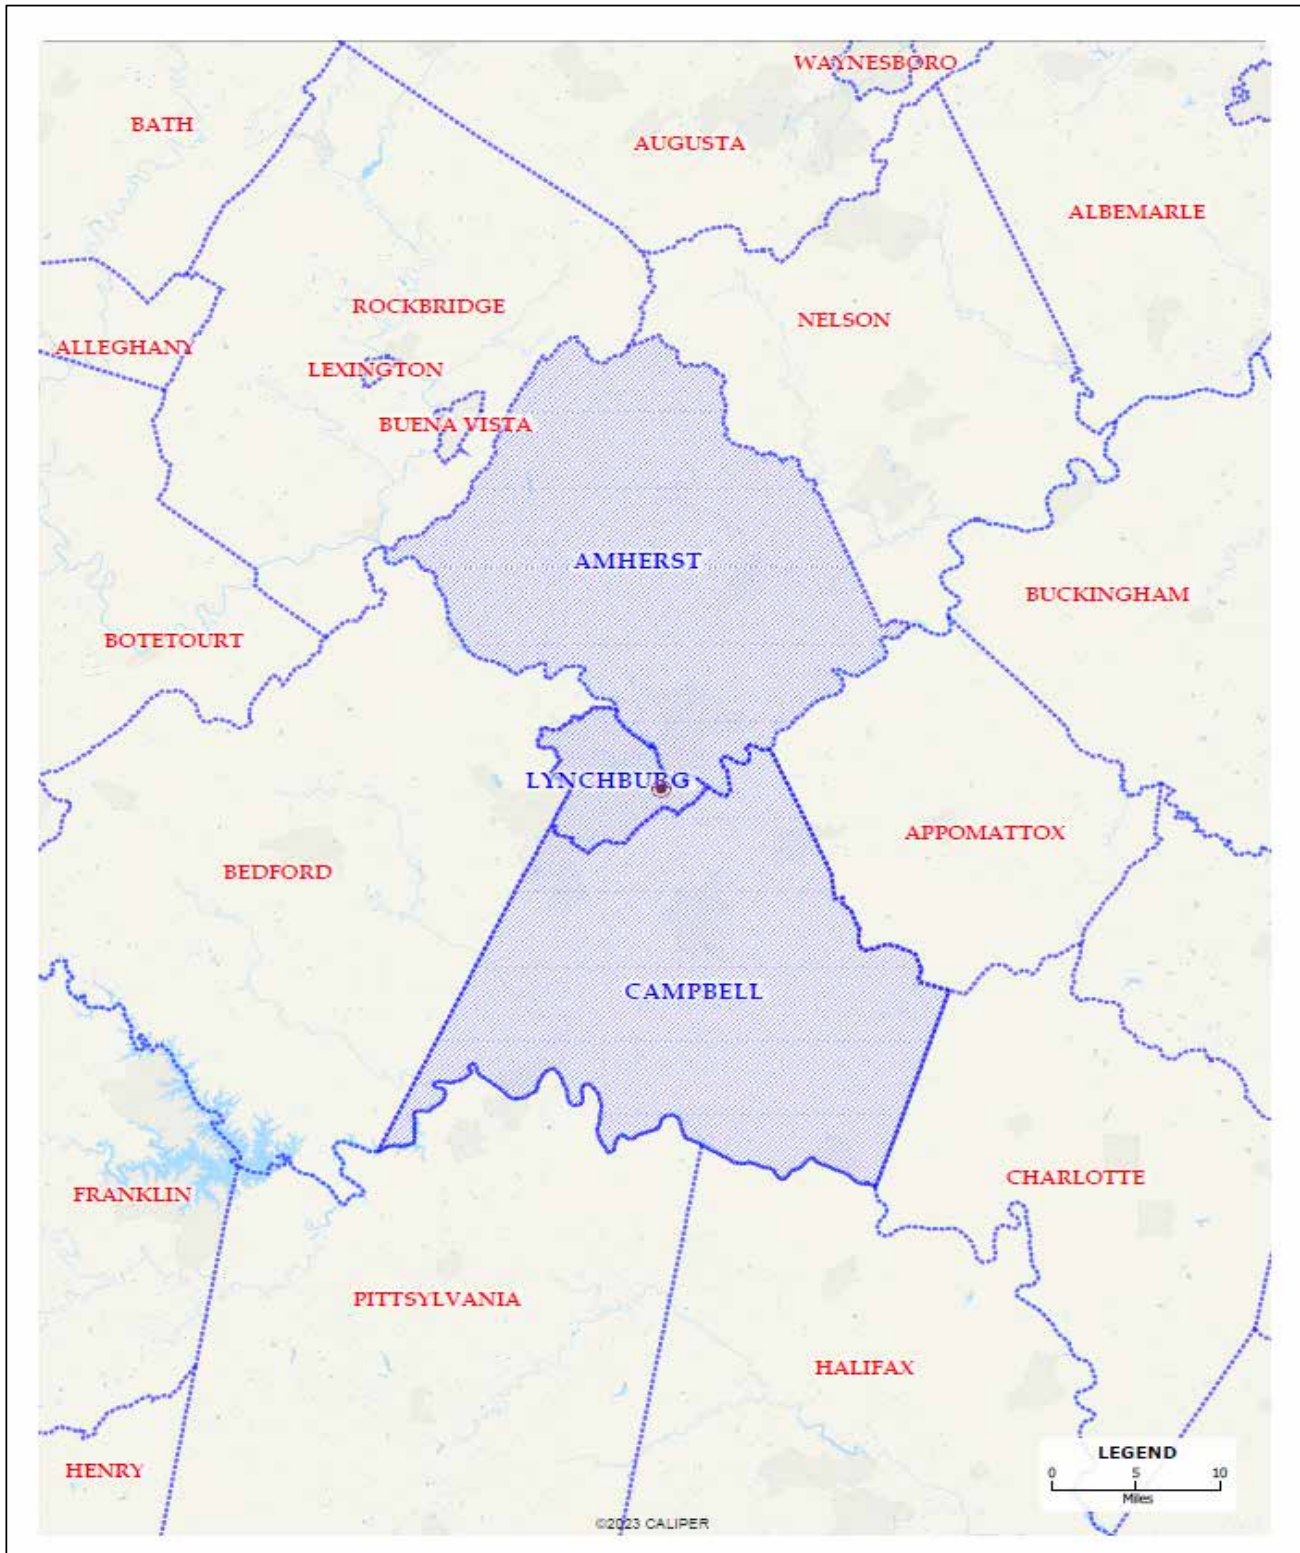 WAYNESBORO
BATH
AUGUSTA
ALBEMARLE
ROCKBRIDGE
NELSON
ALLEGHANY
LEXINGTON
BUENA VISTA
AMHERST
BUCKINGHAM
BOTETOURT
LYNCHBURG
APPOMATTOX
BEDFORD
CAMPBELL
CHARLOTTE
FRANKLIN
PITTSYLVANIA
HALIFAX
HENRY
LEGEND
0 5 10
Miles
©2023 CALIPER